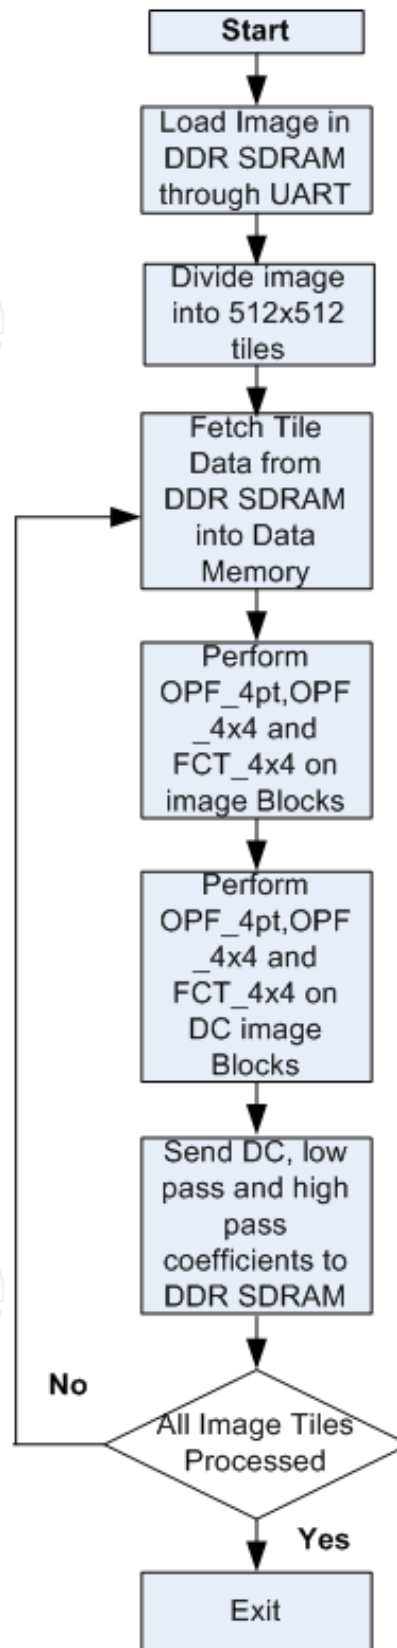 Start
Load Image in
DDR SDRAM
through UART
Divide image
into 512x512
tiles
Fetch Tile
Data from
DDR SDRAM
into Data
Memory
Perform
OPF_4pt,OPF
_4x4 and
FCT_4x4 on
image Blocks
Perform
OPF_4pt,OPF
_4x4 and
FCT_4x4 on
DC image
Blocks
Send DC, low
pass and high
pass
coefficients to
DDR SDRAM
No
All Image Tiles
Processed
Yes
Exit